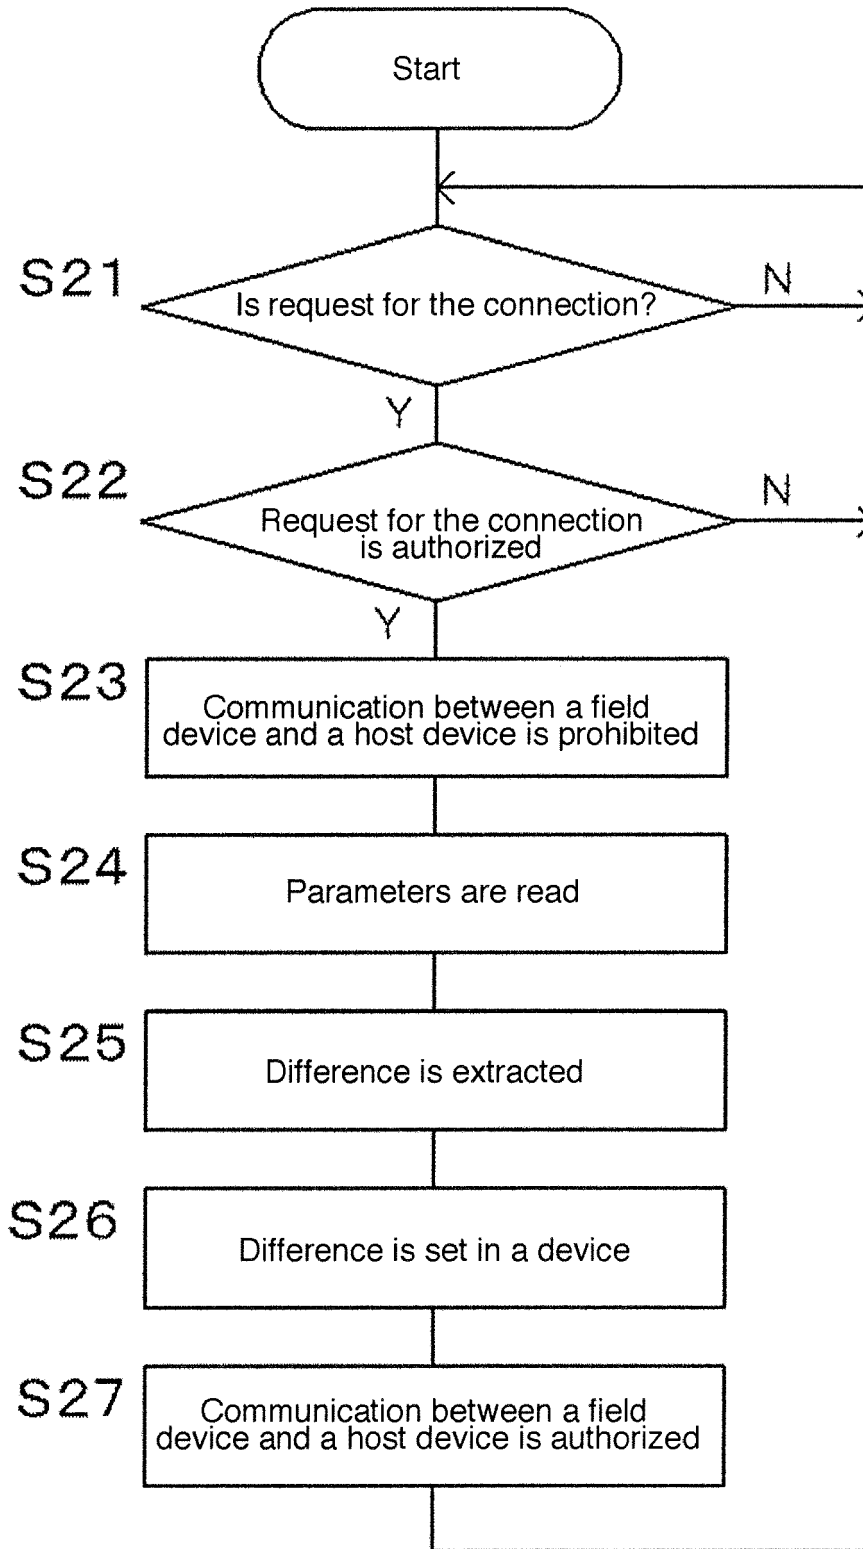 Start
S21
Is request for the connection?
N
Y
S22
Request for the connection
is authorized
N
Y
S23
Communication between a field
device and a host device is prohibited
S24
Parameters are read
S25
Difference is extracted
S26
Difference is set in a device
S27
Communication between a field
device and a host device is authorized